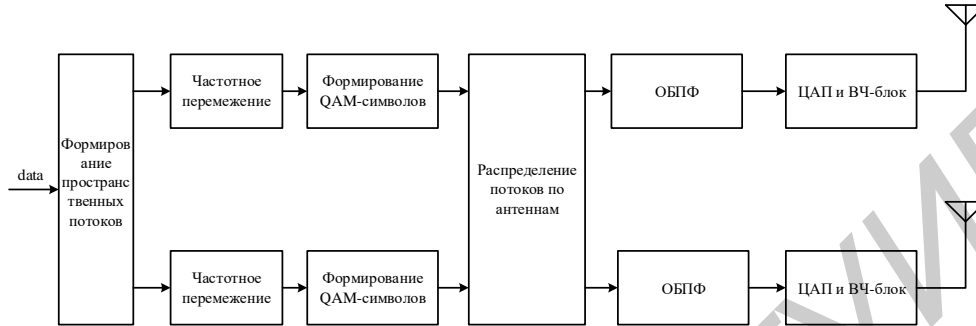 data
Формиров
ание
пространс
твенных
потоков
Частотное
перемежение
Формирование
QAM-символов
Распределение
потоков по
антеннам
ОБПФ
ЦАП и ВЧ-блок
Частотное
перемежение
Формирование
QAM-символов
ОБПФ
ЦАП и ВЧ-блок